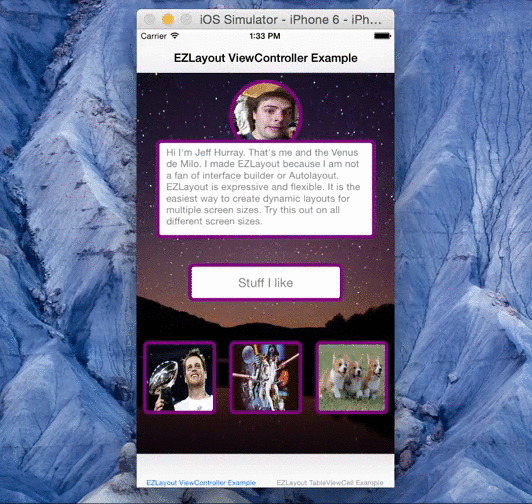 iOS Simulator - iPhone 6 - iPh...
Carrier
1:33 PM
EZLayout ViewController Example
Hi I'm Jeff Hurray. That's me and the Venus
de Milo. I made EZLayout because I am not
a fan of interface builder or Autolayout.
EZLayout is expressive and flexible. It is the
easiest way to create dynamic layouts for
multiple screen sizes. Try this out on all
different screen sizes.
Stuff I like
EZLayout ViewController Example
EZLayout TableViewCell Example